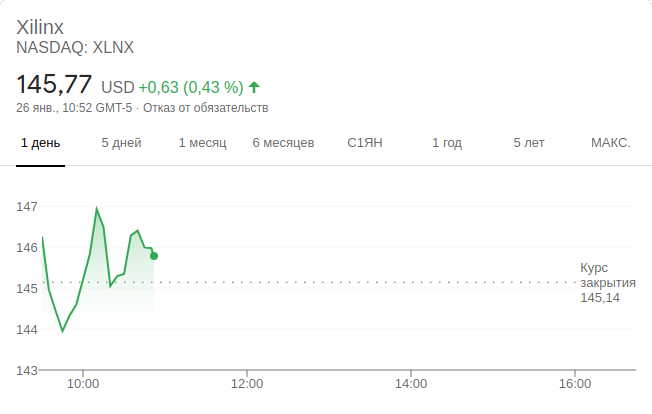 Xilinx
NASDAQ: XLNX
145,77 USD +0,63 (0,43 %)
26 янв., 10:52 GMT-5 · Отказ от обязательств
1 день 5 дней 1 месяц 6 месяцев С1ЯН 1 год 5 лет МАКС.
147
146
145
144
143
Курс
закрытия
145,14
10:00 12:00 14:00 16:00